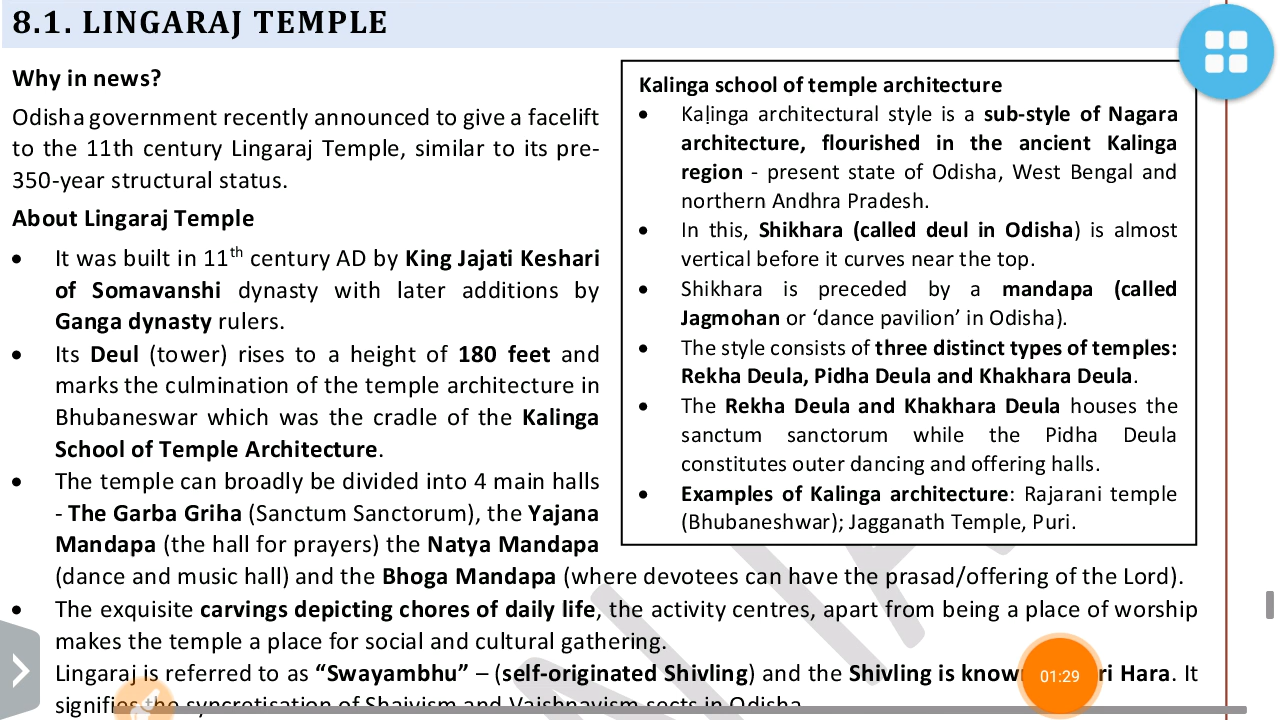 8.1. LINGARAJ TEMPLE
Why in news?
Odisha government recently announced to give a facelift
to the 11th century Lingaraj Temple, similar to its pre-
350-year structural status.
About Lingaraj Temple
• It was built in 11th century AD by King Jajati Keshari
of Somavanshi dynasty with later additions by
Ganga dynasty rulers.
• Its Deul (tower) rises to a height of 180 feet and
marks the culmination of the temple architecture in
Bhubaneswar which was the cradle of the Kalinga
School of Temple Architecture.
• The temple can broadly be divided into 4 main halls
- The Garba Griha (Sanctum Sanctorum), the Yajana
Mandapa (the hall for prayers) the Natya Mandapa
(dance and music hall) and the Bhoga Mandapa (where devotees can have the prasad/offering of the Lord).
• The exquisite carvings depicting chores of daily life, the activity centres, apart from being a place of worship
makes the temple a place for social and cultural gathering.
Lingaraj is referred to as “Swayambhu” – (self-originated Shivling) and the Shivling is Hara. It
signifies the syncretisation of Shaivism and Vaishnavism sects in Odisha.
Kalinga school of temple architecture
• Kaḷinga architectural style is a sub-style of Nagara
architecture, flourished in the ancient Kalinga
region - present state of Odisha, West Bengal and
northern Andhra Pradesh.
• In this, Shikhara (called deul in Odisha) is almost
vertical before it curves near the top.
• Shikhara is preceded by a mandapa (called
Jagmohan or ‘dance pavilion’ in Odisha).
• The style consists of three distinct types of temples:
Rekha Deula, Pidha Deula and Khakhara Deula.
• The Rekha Deula and Khakhara Deula houses the
sanctum sanctorum while the Pidha Deula
constitutes outer dancing and offering halls.
• Examples of Kalinga architecture: Rajarani temple
(Bhubaneshwar); Jagganath Temple, Puri.
01:29